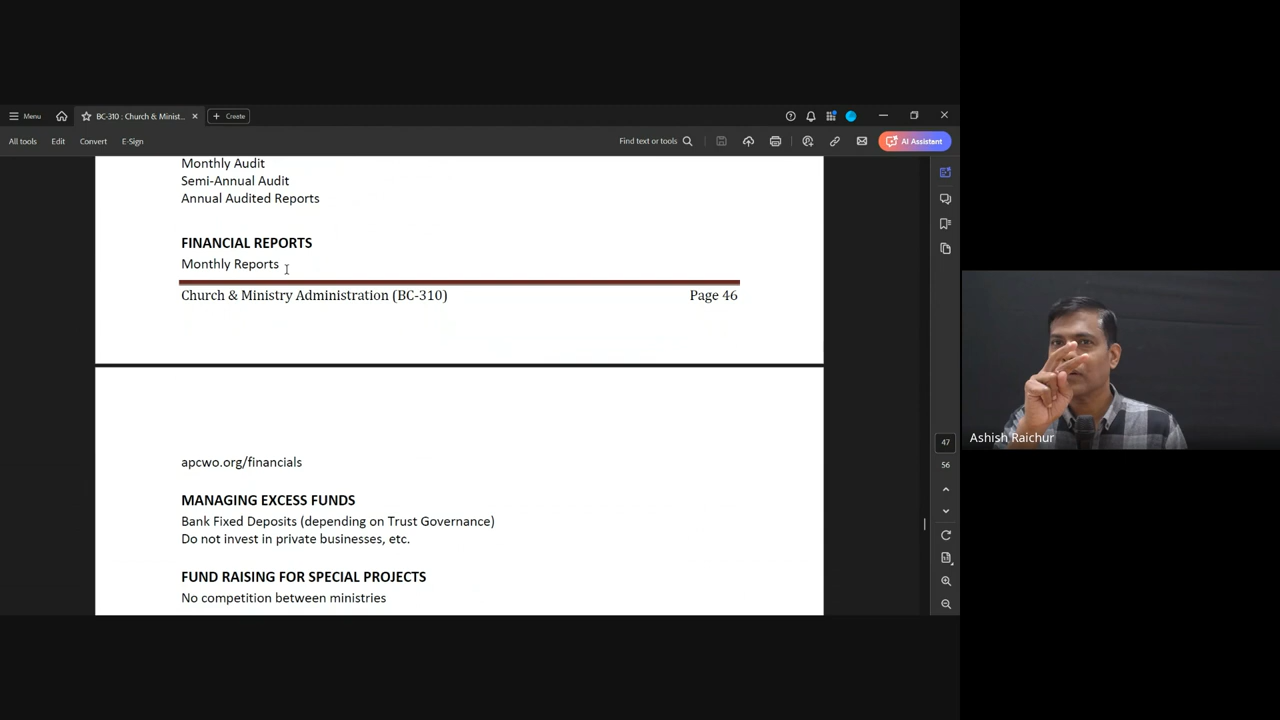 Menu
BC-310 : Church & Minist...
Create
All tools
Edit
Convert
E-Sign
Find text or tools
AI Assistant
Monthly Audit
Semi-Annual Audit
Annual Audited Reports
FINANCIAL REPORTS
Monthly Reports
Church & Ministry Administration (BC-310)
Page 46
apcwo.org/financials
MANAGING EXCESS FUNDS
Bank Fixed Deposits (depending on Trust Governance)
Do not invest in private businesses, etc.
FUND RAISING FOR SPECIAL PROJECTS
No competition between ministries
47
56
Ashish Raichur